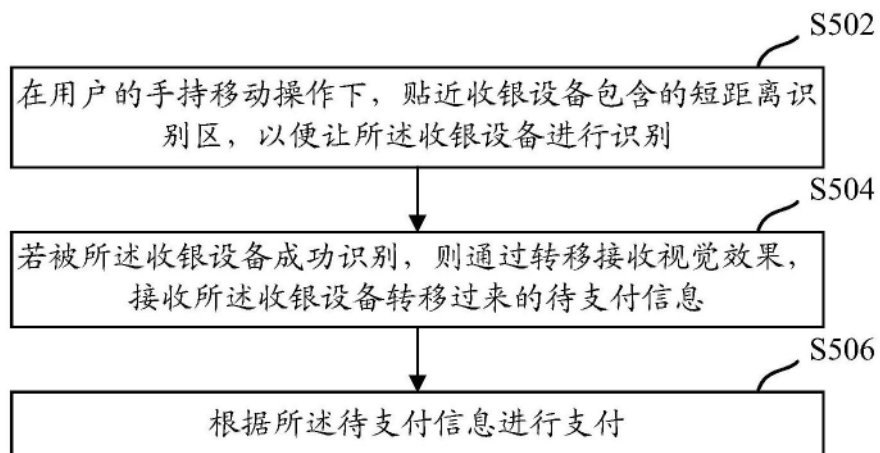 S502
在用户的手持移动操作下，贴近收银设备包含的短距离识
别区，以便让所述收银设备进行识别
S504
若被所述收银设备成功识别，则通过转移接收视觉效果，
接收所述收银设备转移过来的待支付信息
S506
根据所述待支付信息进行支付